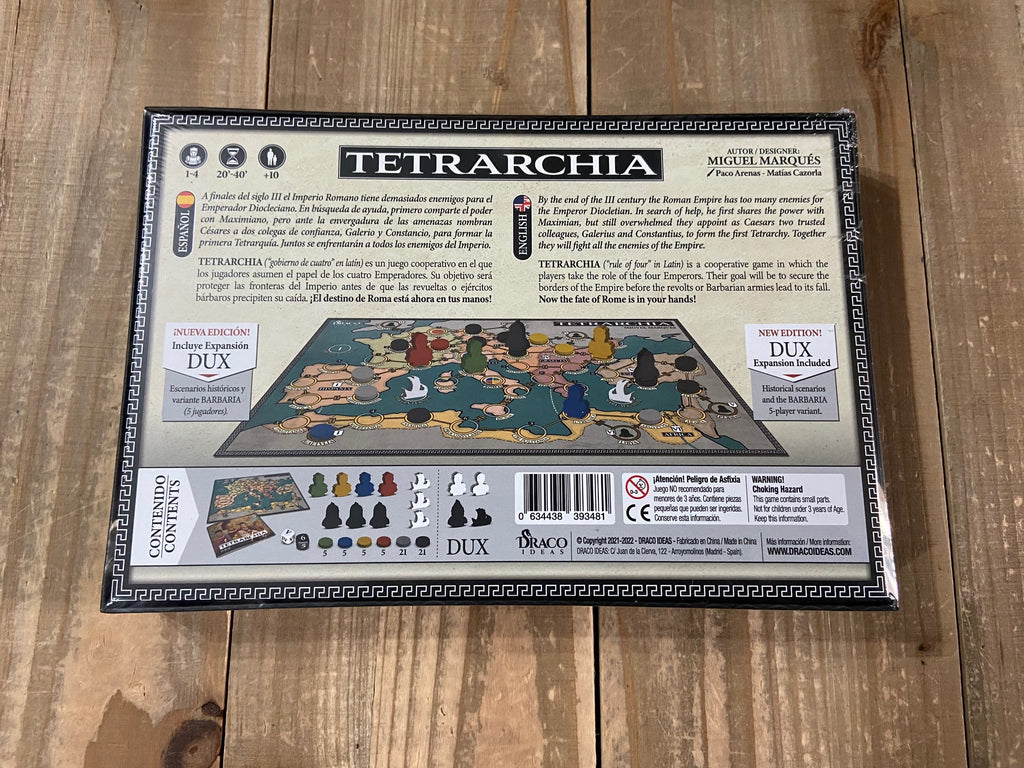 TETRARCHIA
AUTOR / DESIGNER:
MIGUEL MARQUÉS
Paco Arenas - Matías Cazorla
1-4
20'-40'
+10
ESPAÑOL
A finales del siglo III el Imperio Romano tiene demasiados enemigos para el
Emperador Diocleciano. En búsqueda de ayuda, primero comparte el poder
con Maximiano, pero ante la envergadura de las amenazas nombran
Césares a dos colegas de confianza, Galerio y Constancio, para formar la
primera Tetrarquía. Juntos se enfrentarán a todos los enemigos del Imperio.
TETRARCHIA ("gobierno de cuatro" en latín) es un juego cooperativo en el que
los jugadores asumen el papel de los cuatro Emperadores. Su objetivo será
proteger las fronteras del Imperio antes de que las revueltas o ejércitos
bárbaros precipiten su caída. ¡El destino de Roma está ahora en tus manos!
ENGLISH
By the end of the III century the Roman Empire has too many enemies for
the Emperor Diocletian. In search of help, he first shares the power with
Maximian, but still overwhelmed they appoint as Caesars two trusted
colleagues, Galerius and Constantius, to form the first Tetrarchy. Together
they will fight all the enemies of the Empire.
TETRARCHIA ("rule of four" in Latin) is a cooperative game in which the
players take the role of the four Emperors. Their goal will be to secure the
borders of the Empire before the revolts or Barbarian armies lead to its fall.
Now the fate of Rome is in your hands!
¡NUEVA EDICIÓN!
Incluye Expansión
DUX
Escenarios históricos y
variante BARBARIA
(5 jugadores).
TETRARCHIA
HISPANIA
AFRICA
NEW EDITION!
DUX
Expansion Included
Historical scenarios
and the BARBARIA
5-player variant.
CONTENIDO
CONTENTS
TETRARCHIA
6
5 5 5 5 21 21
DUX
0 634438 393481
DRACO
IDEAS
0-3
CE
¡Atención! Peligro de Asfixia
Juego NO recomendado para
menores de 3 años. Contiene piezas
pequeñas que pueden ser ingeridas.
Conserve esta información.
WARNING!
Choking Hazard
This game contains small parts.
Not for children under 3 years of Age.
Keep this information.
© Copyright 2021-2022 - DRACO IDEAS - Fabricado en China / Made in China
DRACO IDEAS: C/ Juan de la Cierva, 122 - Arroyomolinos (Madrid - Spain).
Más información / More information:
WWW.DRACOIDEAS.COM